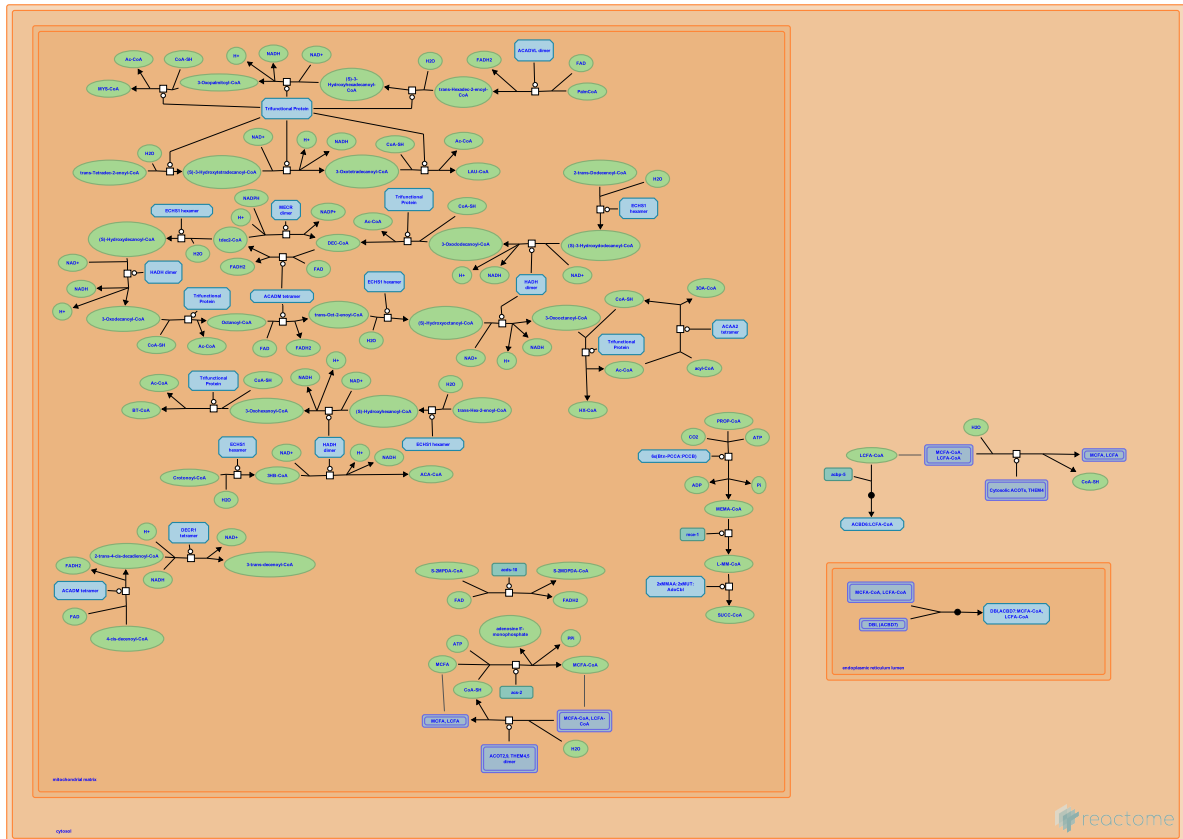 Ac-CoA
CoA-SH
H+
NADH
NAD+
H2O
FADH2
ACADVL dimer
FAD
MYS-CoA
3-Oxopalmitoyl-CoA
(S)-3-
Hydroxyhexadecanoyl-
CoA
trans-Hexadec-2-enoyl-
CoA
PalmCoA
Trifunctional Protein
H2O
NAD+
H+
NADH
CoA-SH
Ac-CoA
trans-Tetradec-2-enoyl-CoA
(S)-3-Hydroxytetradecanoyl-CoA
3-Oxotetradecanoyl-CoA
LAU-CoA
2-trans-Dodecenoyl-CoA
H2O
ECHS1 hexamer
NADPH
H+
MECR
dimer
NADP+
Trifunctional
Protein
Ac-CoA
CoA-SH
ECHS1
hexamer
(S)-Hydroxydecanoyl-CoA
tdec2-CoA
DEC-CoA
3-Oxododecanoyl-CoA
(S)-3-Hydroxydodecanoyl-CoA
H2O
FADH2
FAD
NAD+
HADH dimer
NADH
H+
H+
NADH
HADH
dimer
NAD+
Trifunctional
Protein
ACADM tetramer
ECHS1 hexamer
3-Oxodecanoyl-CoA
Octanoyl-CoA
trans-Oct-2-enoyl-CoA
(S)-Hydroxyoctanoyl-CoA
3-Oxooctanoyl-CoA
CoA-SH
3OA-CoA
ACAA2
tetramer
CoA-SH
Ac-CoA
FAD
FADH2
H2O
NAD+
H+
NADH
Trifunctional
Protein
Ac-CoA
acyl-CoA
HX-CoA
Ac-CoA
Trifunctional
Protein
CoA-SH
NADH
H+
NAD+
H2O
BT-CoA
3-Oxohexanoyl-CoA
(S)-Hydroxyhexanoyl-CoA
trans-Hex-2-enoyl-CoA
ECHS1
hexamer
NAD+
HADH
dimer
H+
NADH
ECHS1 hexamer
Crotonoyl-CoA
3HB-CoA
ACA-CoA
H2O
PROP-CoA
CO2
ATP
6x(Btn-PCCA:PCCB)
ADP
Pi
MEMA-CoA
mce-1
L-MM-CoA
2xMMAA:2xMUT:
AdoCbl
SUCC-CoA
H+
DECR1
tetramer
NAD+
FADH2
2-trans-4-cis-decadienoyl-CoA
3-trans-decenoyl-CoA
NADH
ACADM tetramer
FAD
4-cis-decenoyl-CoA
S-2MPDA-CoA
acds-10
S-2MDPDA-CoA
FAD
FADH2
adenosine 5'-
monophosphate
ATP
PPi
MCFA
MCFA-CoA
CoA-SH
acs-2
MCFA, LCFA
MCFA-CoA, LCFA-
CoA
ACOT2,9, THEM4,5
dimer
H2O
mitochondrial matrix
cytosol
H2O
LCFA-CoA
MCFA-CoA,
LCFA-CoA
MCFA, LCFA
acbp-5
Cytosolic ACOTs, THEM4
CoA-SH
ACBD6:LCFA-CoA
MCFA-CoA, LCFA-CoA
DBI, (ACBD7)
DBI,ACBD7:MCFA-CoA,
LCFA-CoA
endoplasmic reticulum lumen
reactome